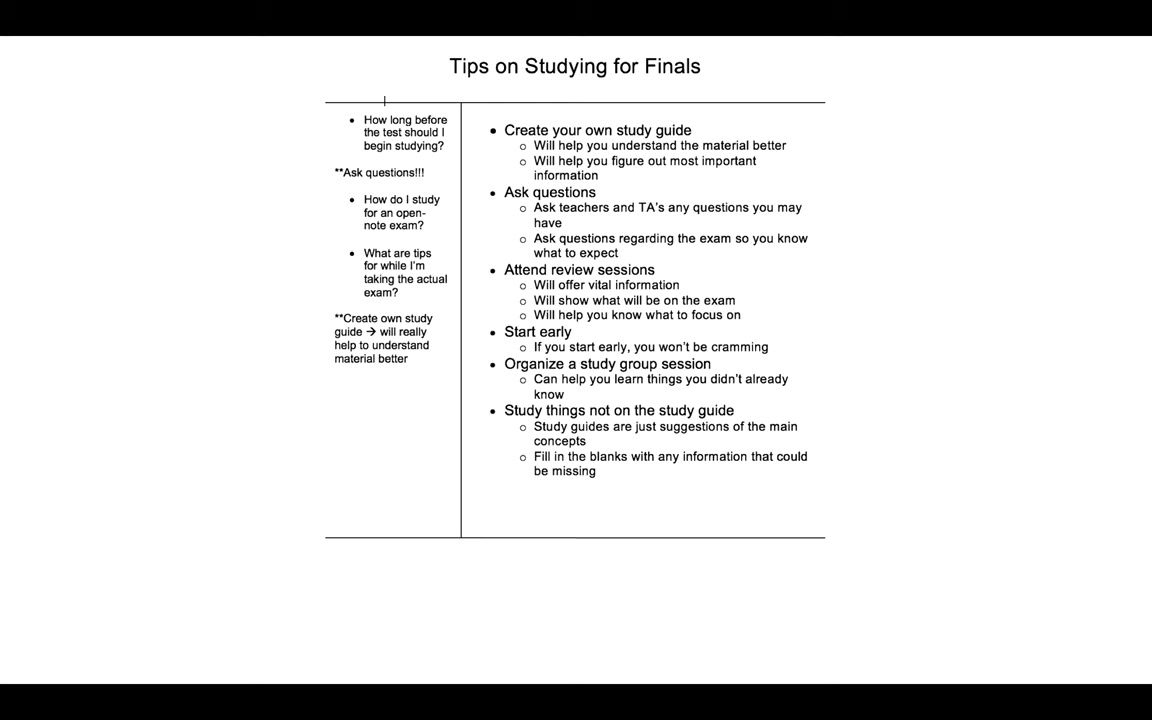 Tips on Studying for Finals
• How long before
the test should I
begin studying?
**Ask questions!!!
• How do I study
for an open-
note exam?
• What are tips
for while I'm
taking the actual
exam?
**Create own study
guide → will really
help to understand
material better
• Create your own study guide
o Will help you understand the material better
o Will help you figure out most important
information
• Ask questions
o Ask teachers and TA's any questions you may
have
o Ask questions regarding the exam so you know
what to expect
• Attend review sessions
o Will offer vital information
o Will show what will be on the exam
o Will help you know what to focus on
• Start early
o If you start early, you won't be cramming
• Organize a study group session
o Can help you learn things you didn't already
know
• Study things not on the study guide
o Study guides are just suggestions of the main
concepts
o Fill in the blanks with any information that could
be missing